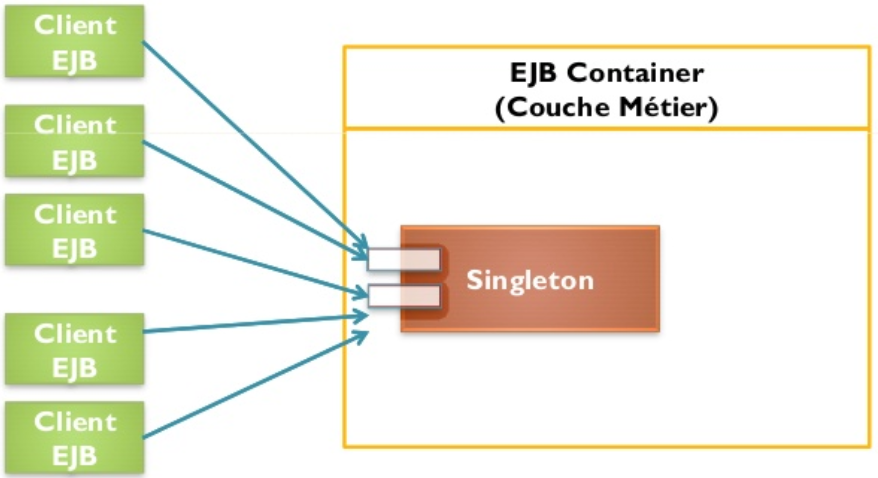 Client
EJB
Client
EJB
Client
EJB
Client
EJB
Client
EJB
EJB Container
(Couche Métier)
Singleton